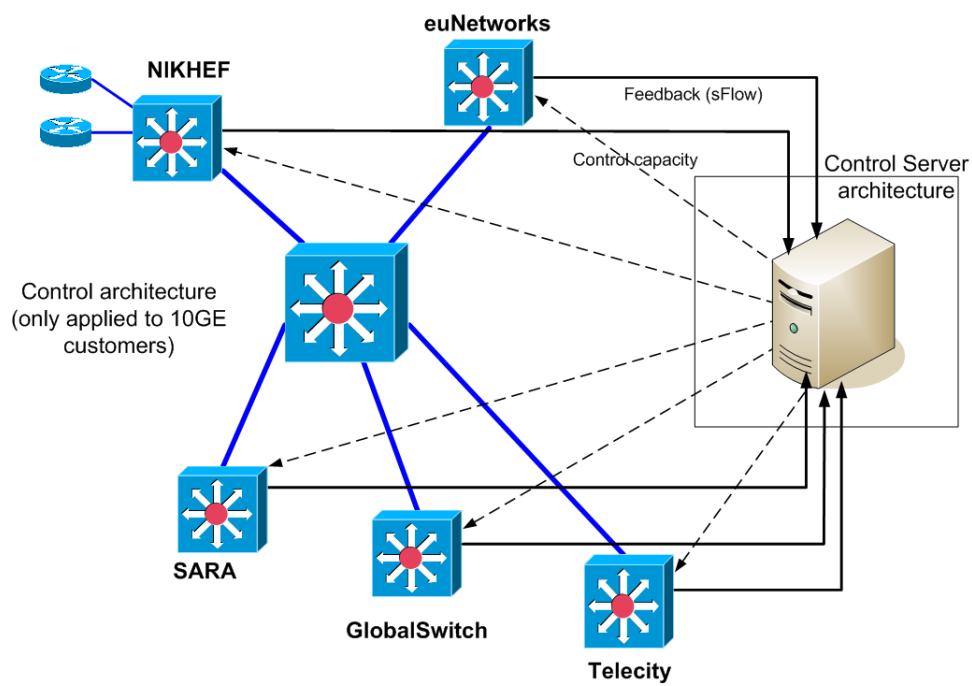 euNetworks
NIKHEF
Feedback (sFlow)
Control capacity
Control Server
architecture
Control architecture
(only applied to 10GE
customers)
SARA
GlobalSwitch
Telecity